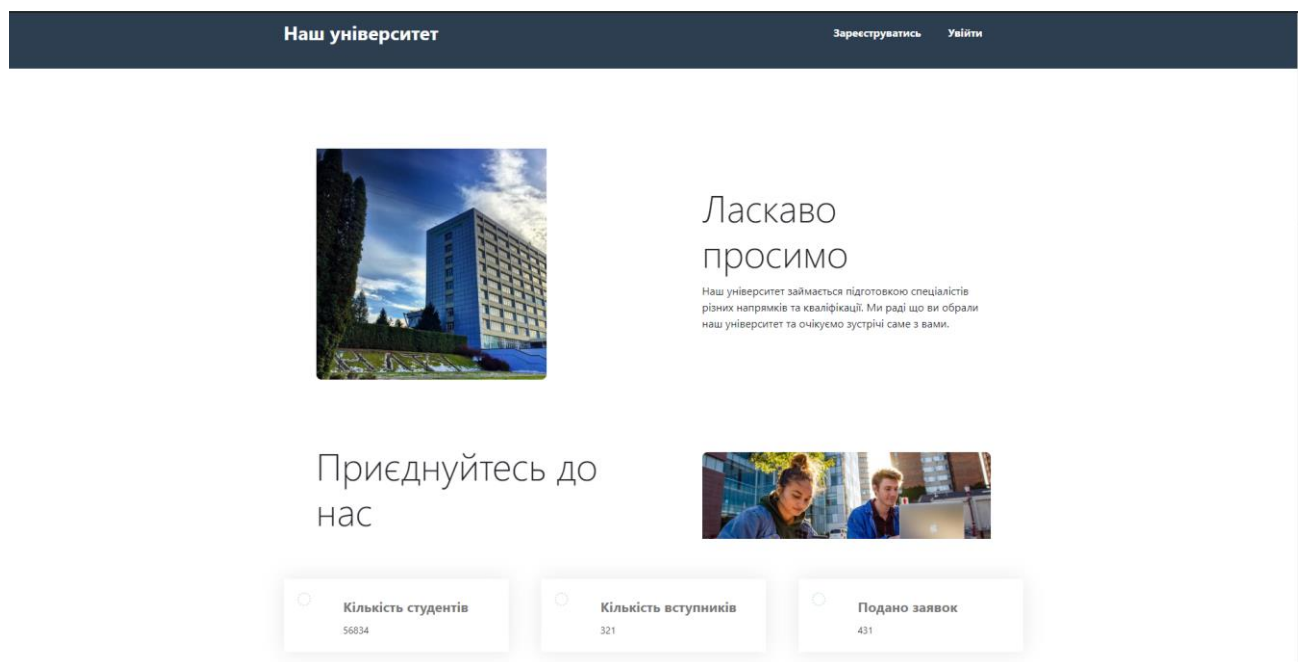 Наш університет
Зареєструватись
Увійти
Ласкаво
просимо
Наш університет займається підготовкою спеціалістів
різних напрямків та кваліфікації. Ми раді що ви обрали
наш університет та очікуємо зустрічі саме з вами.
Приєднуйтесь до
нас
Кількість студентів
56834
Кількість вступників
321
Подано заявок
431